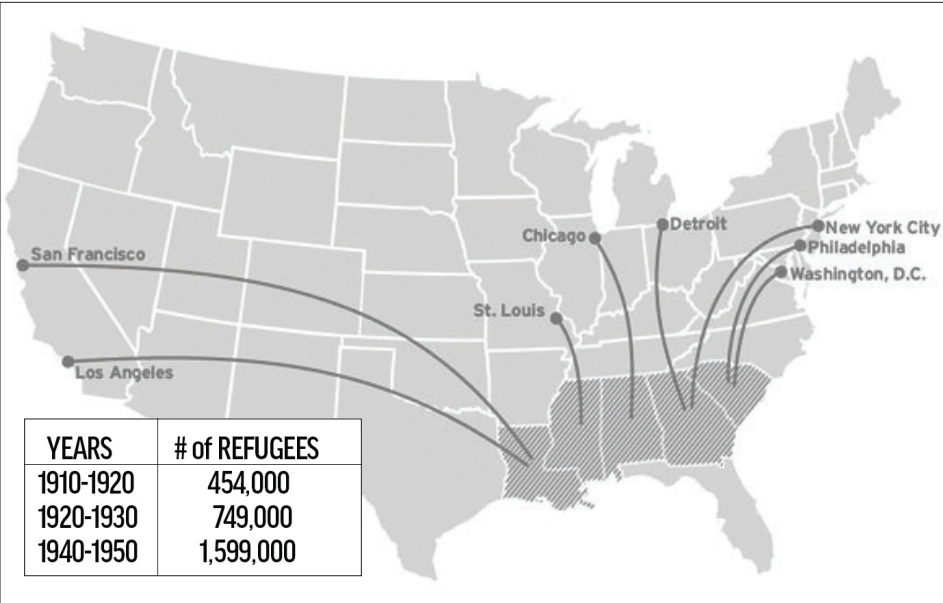 New York City
Detroit
Chicago
Philadelphia
San Francisco
Washington, D.C.
St. Louis
Los Angeles
YEARS # of REFUGEES
1910-1920 454,000
1920-1930 749,000
1940-1950 1,599,000